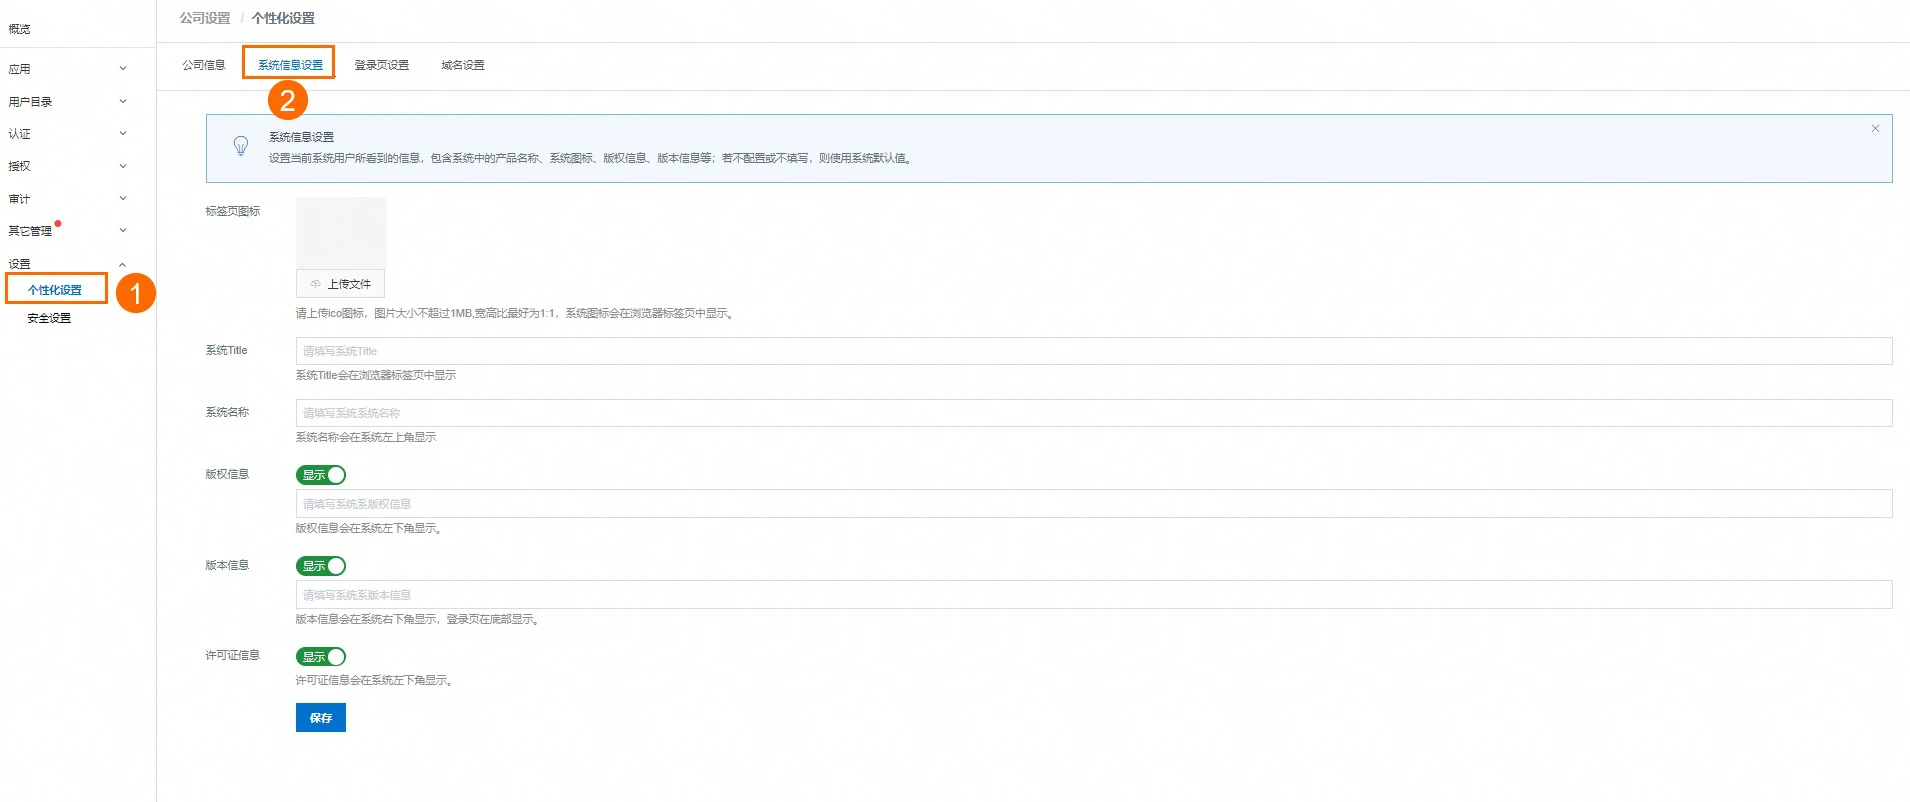 公司设置 / 个性化设置
概览
应用
用户目录
认证
授权
审计
其它管理
设置
个性化设置
1
安全设置
公司信息 系统信息设置 登录页设置 域名设置
2
系统信息设置
设置当前系统用户所看到的信息，包含系统中的产品名称、系统图标、版权信息、版本信息等；若不配置或不填写，则使用系统默认值。
标签页图标
上传文件
请上传ico图标，图片大小不超过1MB,宽高比最好为1:1，系统图标会在浏览器标签页中显示。
系统Title 请填写系统Title
系统Title会在浏览器标签页中显示
系统名称 请填写系统系统名称
系统名称会在系统左上角显示
版权信息 显示
请填写系统系版权信息
版权信息会在系统左下角显示。
版本信息 显示
请填写系统系版本信息
版本信息会在系统右下角显示，登录页在底部显示。
许可证信息 显示
许可证信息会在系统左下角显示。
保存